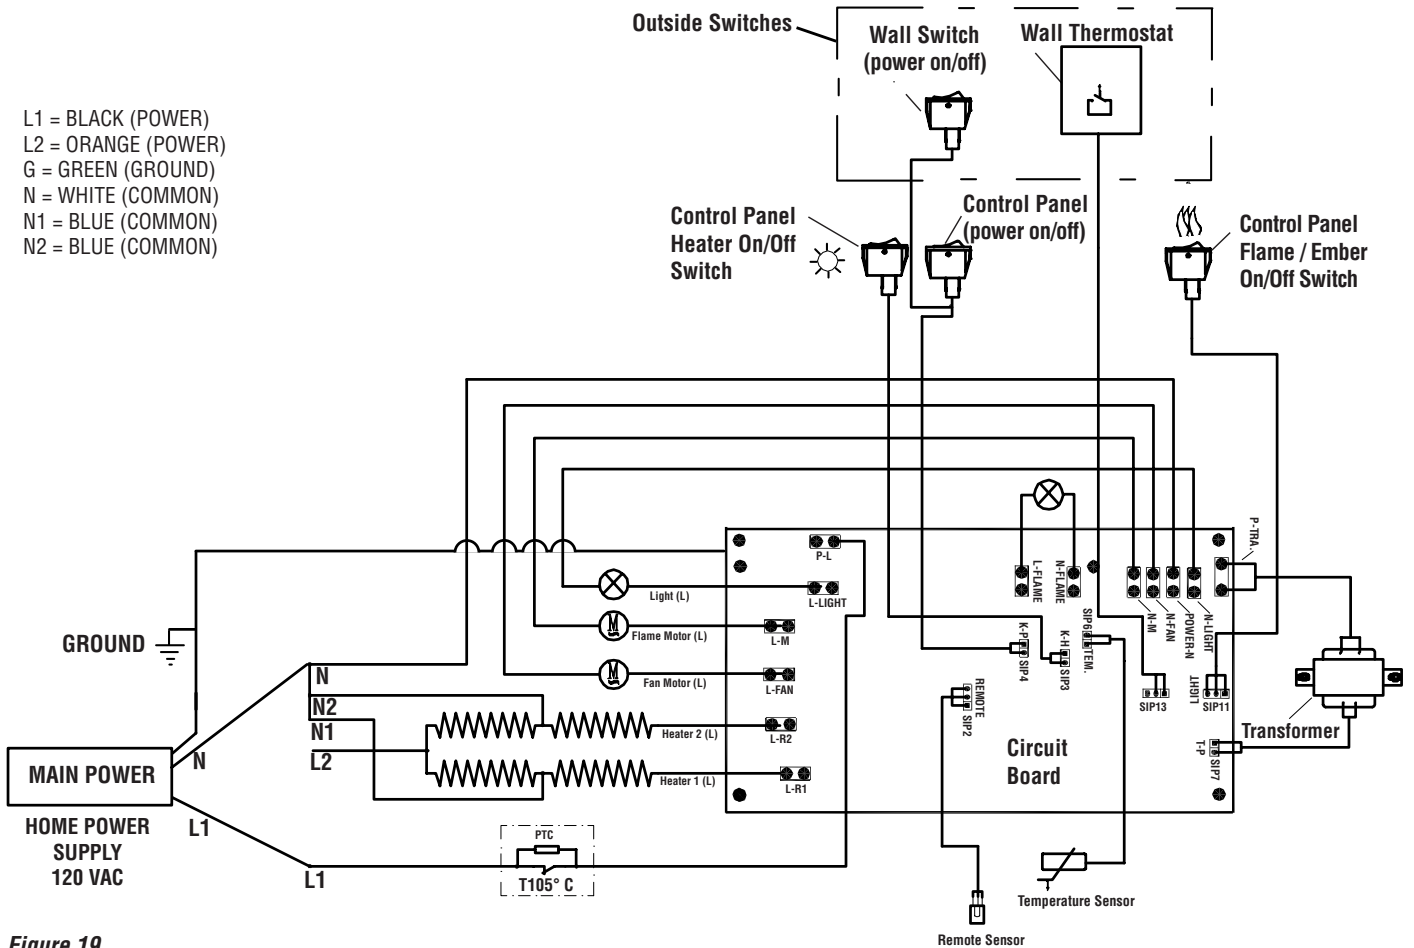 Outside Switches
Wall Switch
(power on/off)
Wall Thermostat
L1 = BLACK (POWER)
L2 = ORANGE (POWER)
G = GREEN (GROUND)
N = WHITE (COMMON)
N1 = BLUE (COMMON)
N2 = BLUE (COMMON)
Control Panel
Heater On/Off
Switch
Control Panel
(power on/off)
Control Panel
Flame / Ember
On/Off Switch
P-TRA.
P-L
L-LIGHT
L-FLAME
N-FLAME
N-M
N-FAN
POWER-N
N-LIGHT
Light (L)
Flame Motor (L)
L-M
K-P
SIP4
K-H
SIP3
SIP6
TEM.
GROUND
N
Fan Motor (L)
L-FAN
REMOTE
SIP2
SIP13
LIGHT
SIP11
N2
N1
L2
Heater 2 (L)
L-R2
Transformer
T-P
SIP7
Circuit
Board
N
MAIN POWER
Heater 1 (L)
L-R1
HOME POWER
SUPPLY
120 VAC
L1
L1
PTC
T105° C
Temperature Sensor
Remote Sensor
Figure 19
M
M